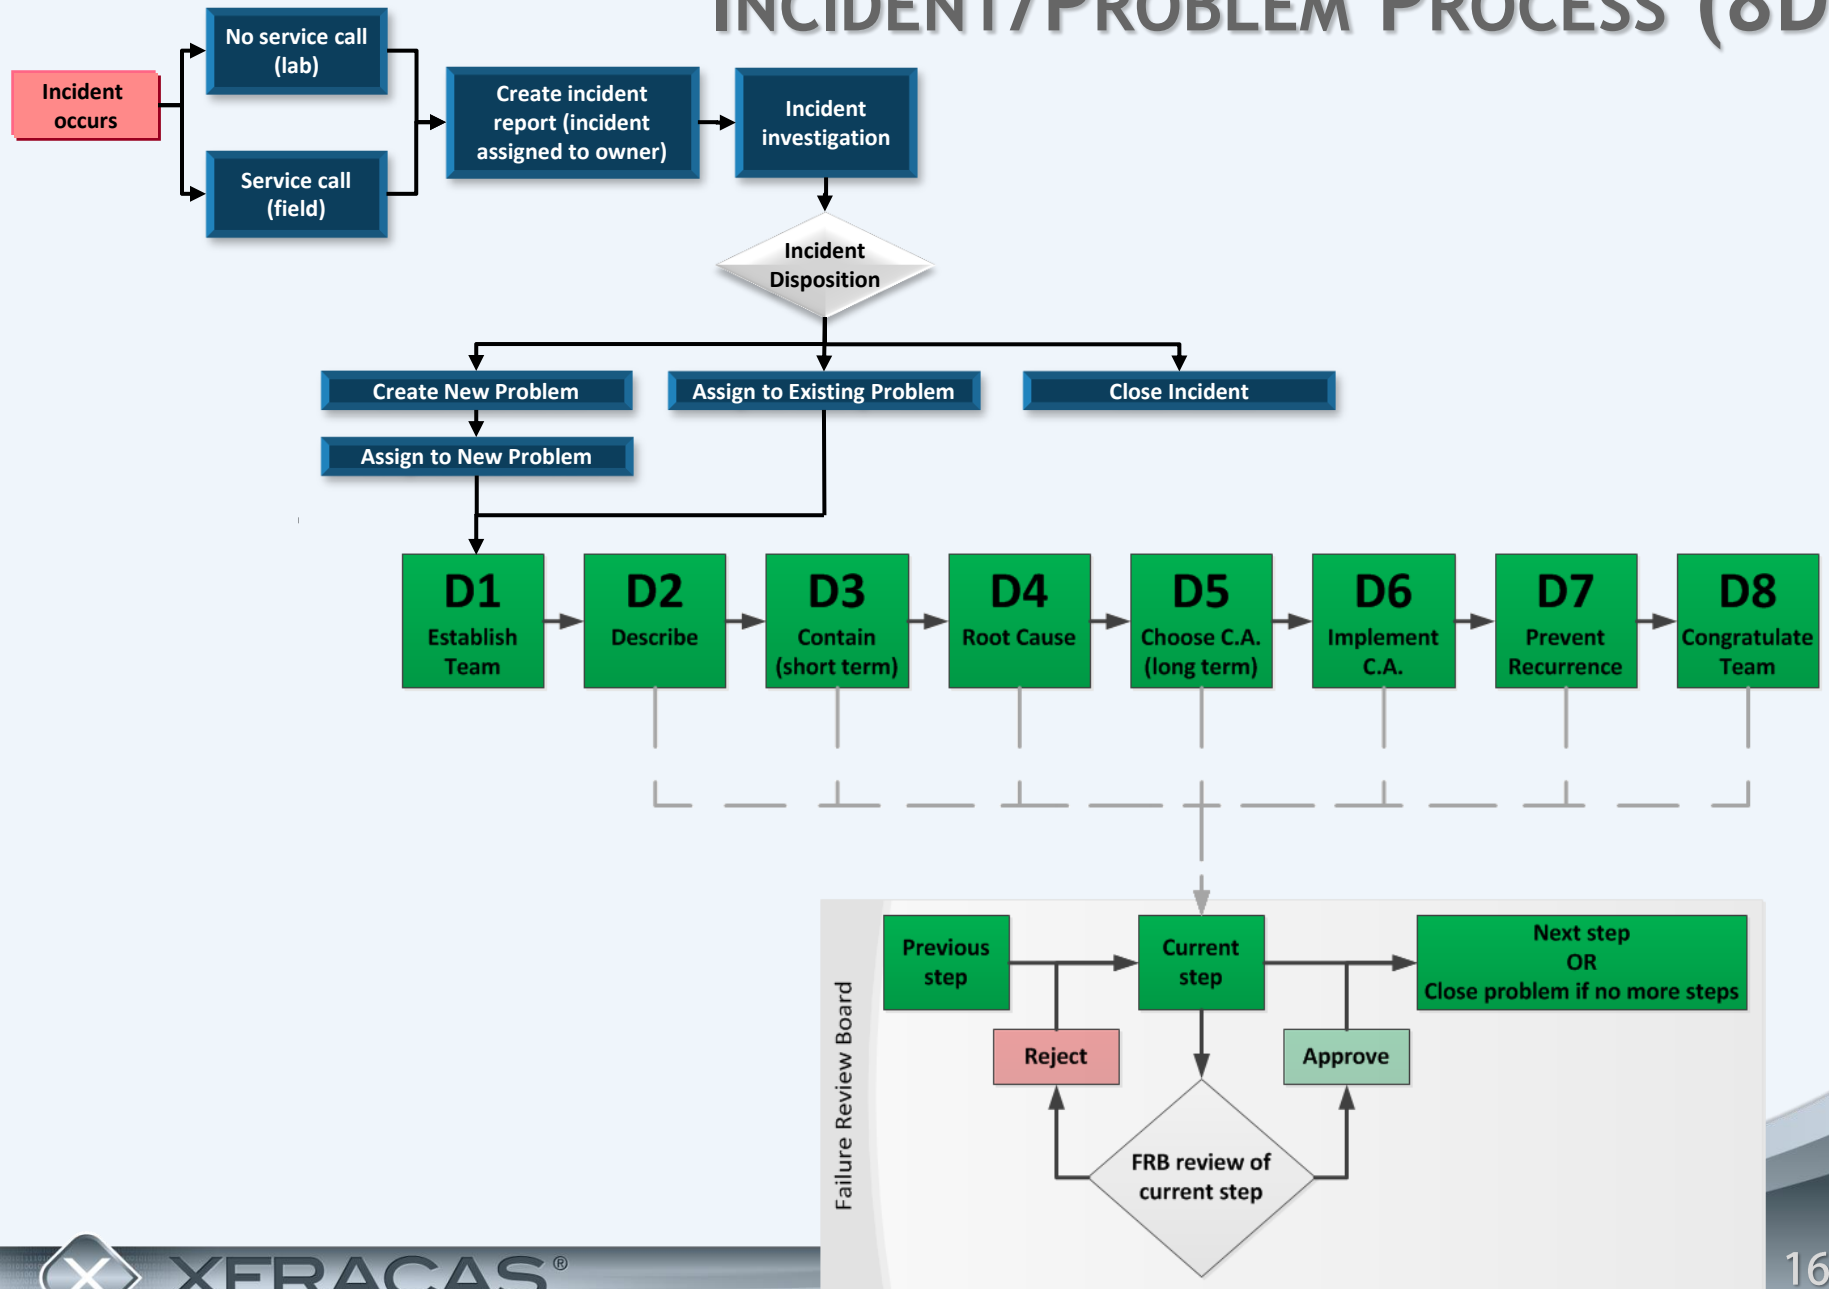 INCIDENT/PROBLEM PROCESS (8D
No service call
(lab)
Incident
occurs
Service call
(field)
Create incident
report (incident
assigned to owner)
Incident
investigation
Incident
Disposition
Create New Problem
Assign to Existing Problem
Close Incident
Assign to New Problem
D1
Establish
Team
D2
Describe
D3
Contain
(short term)
D4
Root Cause
D5
Choose C.A.
(long term)
D6
Implement
C.A.
D7
Prevent
Recurrence
D8
Congratulate
Team
Failure Review Board
Previous
step
Current
step
Next step
OR
Close problem if no more steps
Reject
Approve
FRB review of
current step
X XFRACAS®
16